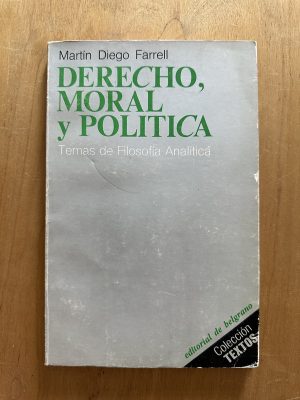 Martín Diego Farrell
DERECHO,
MORAL
y POLITICA
Temas de Filosofía Analítica
editorial de belgrano
Colección
TEXTOS